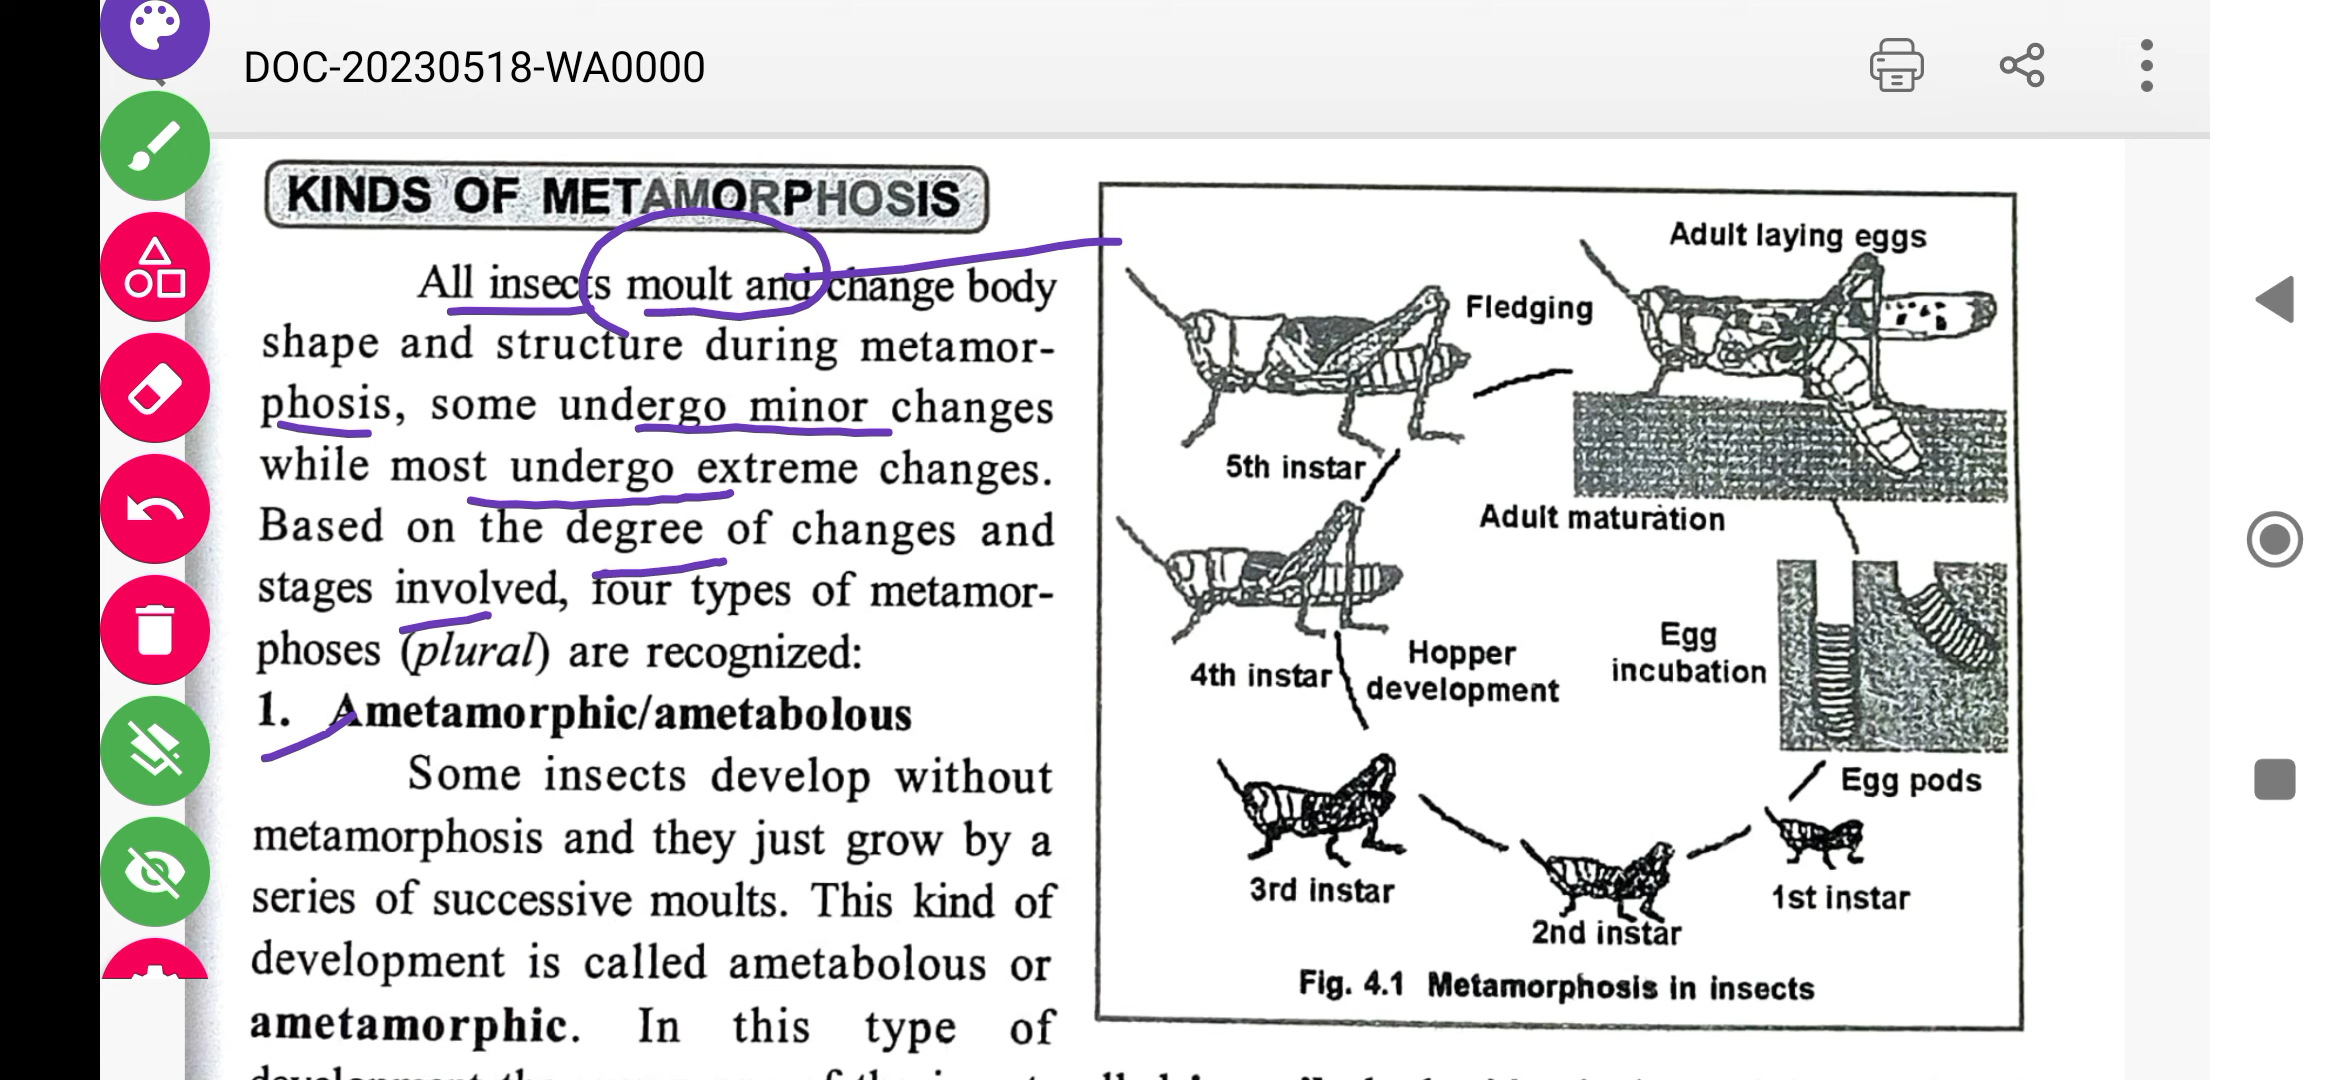 DOC-20230518-WA0000
KINDS OF METAMORPHOSIS
All insects moult and change body
shape and structure during metamor-
phosis, some undergo minor changes
while most undergo extreme changes.
Based on the degree of changes and
stages involved, four types of metamor-
phoses (plural) are recognized:
1. Ametamorphic/ametabolous
Some insects develop without
metamorphosis and they just grow by a
series of successive moults. This kind of
development is called ametabolous or
ametamorphic. In this type of
Adult laying eggs
Fledging
5th instar
Adult maturation
4th instar
Hopper
development
Egg
incubation
Egg pods
3rd instar
2nd instar
1st instar
Fig. 4.1 Metamorphosis in insects